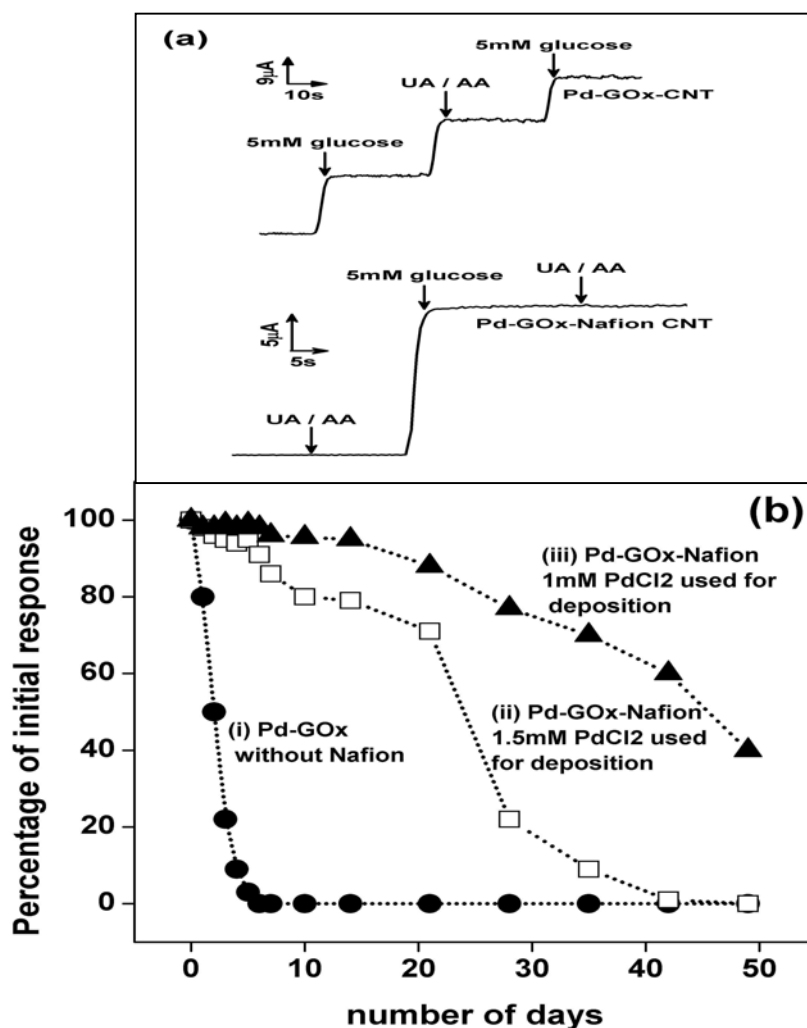 (a)
5mM glucose
9µA
10s
UA / AA
Pd-GOx-CNT
5mM glucose
5mM glucose
UA / AA
5µA
5s
Pd-GOx-Nafion CNT
UA / AA
(b)
100
80
60
40
20
0
Percentage of initial response
(iii) Pd-GOx-Nafion
1mM PdCl2 used for
deposition
(i) Pd-GOx
without Nafion
(ii) Pd-GOx-Nafion
1.5mM PdCl2 used
for deposition
0
10
20
30
40
50
number of days